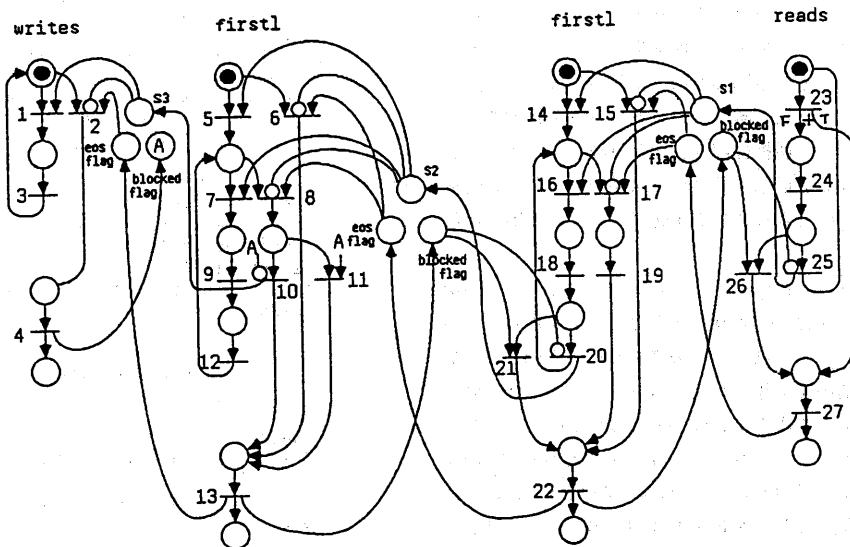 writes
firstl
firstl
reads
S3
S1
1
2
5
6
14
15
23
F
T
eos flag
A
blocked flag
eos flag
blocked flag
3
S2
7
8
16
17
24
eos flag
blocked flag
A
A
9
10
11
18
19
26
25
4
12
21
20
27
13
22